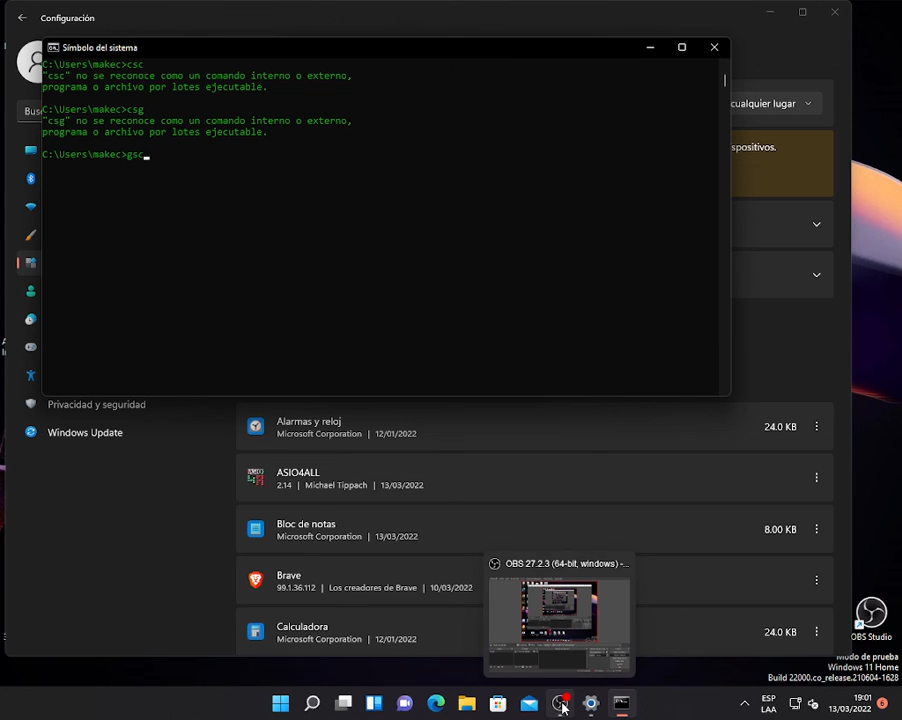 Configuración
Símbolo del sistema
C:\Users\makec>csc
"csc" no se reconoce como un comando interno o externo,
programa o archivo por lotes ejecutable.
C:\Users\makec>csg
"csg" no se reconoce como un comando interno o externo,
programa o archivo por lotes ejecutable.
C:\Users\makec>gsc
Bus
cualquier lugar
spositivos.
Privacidad y seguridad
Windows Update
Alarmas y reloj
Microsoft Corporation | 12/01/2022
24.0 KB
ASIO4ALL
2.14 | Michael Tippach | 13/03/2022
Bloc de notas
Microsoft Corporation | 13/03/2022
8.00 KB
Brave
99.1.36.112 | Los creadores de Brave | 10/03/2022
Calculadora
Microsoft Corporation | 12/01/2022
24.0 KB
OBS 27.2.3 (64-bit, windows) -...
OBS Studio
Modo de prueba
Windows 11 Home
Build 22000.co_release.210604-1628
ESP
LAA
19:01
13/03/2022
6